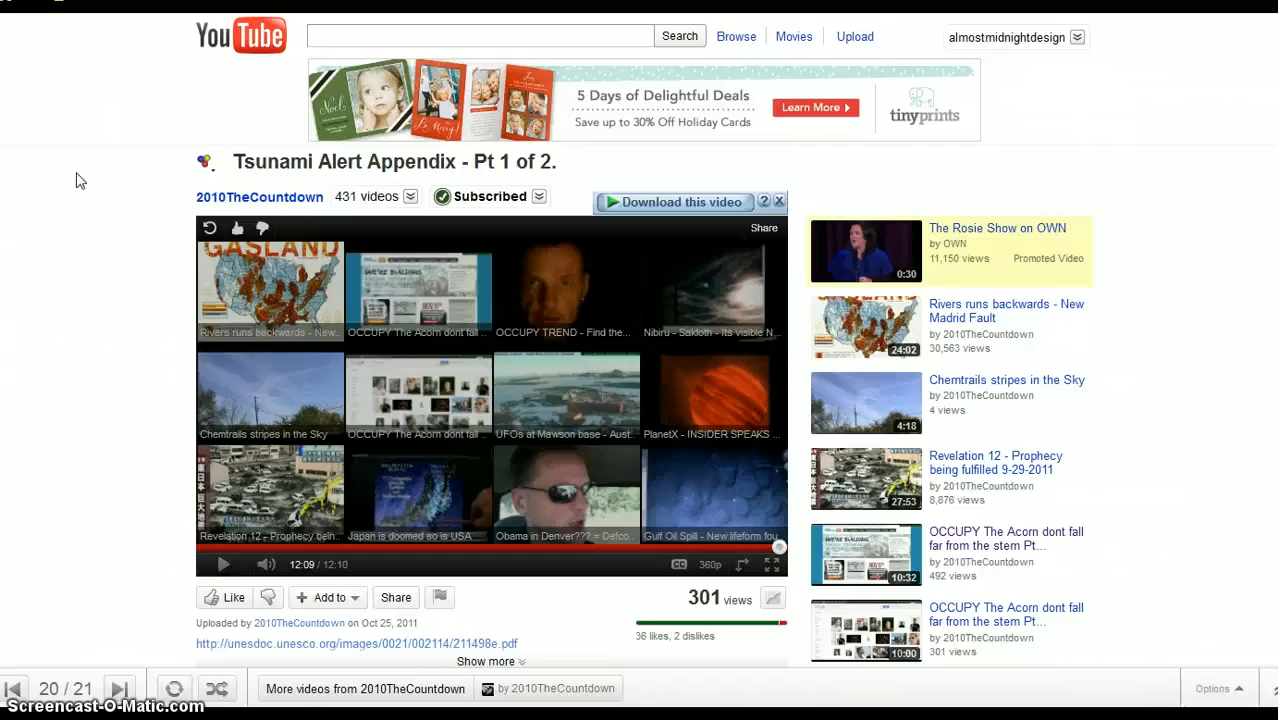 YouTube
Search
Browse
Movies
Upload
almostmidnightdesign
Noel
5 Days of Delightful Deals
Save up to 30% Off Holiday Cards
Learn More
tinyprints
Tsunami Alert Appendix - Pt 1 of 2.
2010TheCountdown
431 videos
Subscribed
Download this video
?
X
Share
GASLAND
Rivers runs backwards - New...
OCCUPY The Acorn dont fall ...
OCCUPY TREND - Find the...
Nibiru - Sakloth - Its visible N...
Chemtrails stripes in the Sky
OCCUPY The Acorn dont fall ...
UFOs at Mawson base - Aust...
PlanetX - INSIDER SPEAKS ...
Revelation 12 - Prophecy bein...
Japan is doomed so is USA
Obama in Denver??? = Defco...
Gulf Oil Spill - New lifeform fou...
12:09 / 12:10
CC
360p
Like
Add to
Share
301 views
Uploaded by 2010TheCountdown on Oct 25, 2011
36 likes, 2 dislikes
http://unesdoc.unesco.org/images/0021/002114/211498e.pdf
Show more
The Rosie Show on OWN
by OWN
11,150 views
Promoted Video
0:30
Rivers runs backwards - New
Madrid Fault
by 2010TheCountdown
30,563 views
24:02
Chemtrails stripes in the Sky
by 2010TheCountdown
4 views
4:18
Revelation 12 - Prophecy
being fulfilled 9-29-2011
by 2010TheCountdown
8,876 views
27:53
OCCUPY The Acorn dont fall
far from the stem Pt...
by 2010TheCountdown
492 views
10:32
OCCUPY The Acorn dont fall
far from the stem Pt...
by 2010TheCountdown
301 views
10:00
20 / 21
More videos from 2010TheCountdown
by 2010TheCountdown
Options
Screencast-O-Matic.com